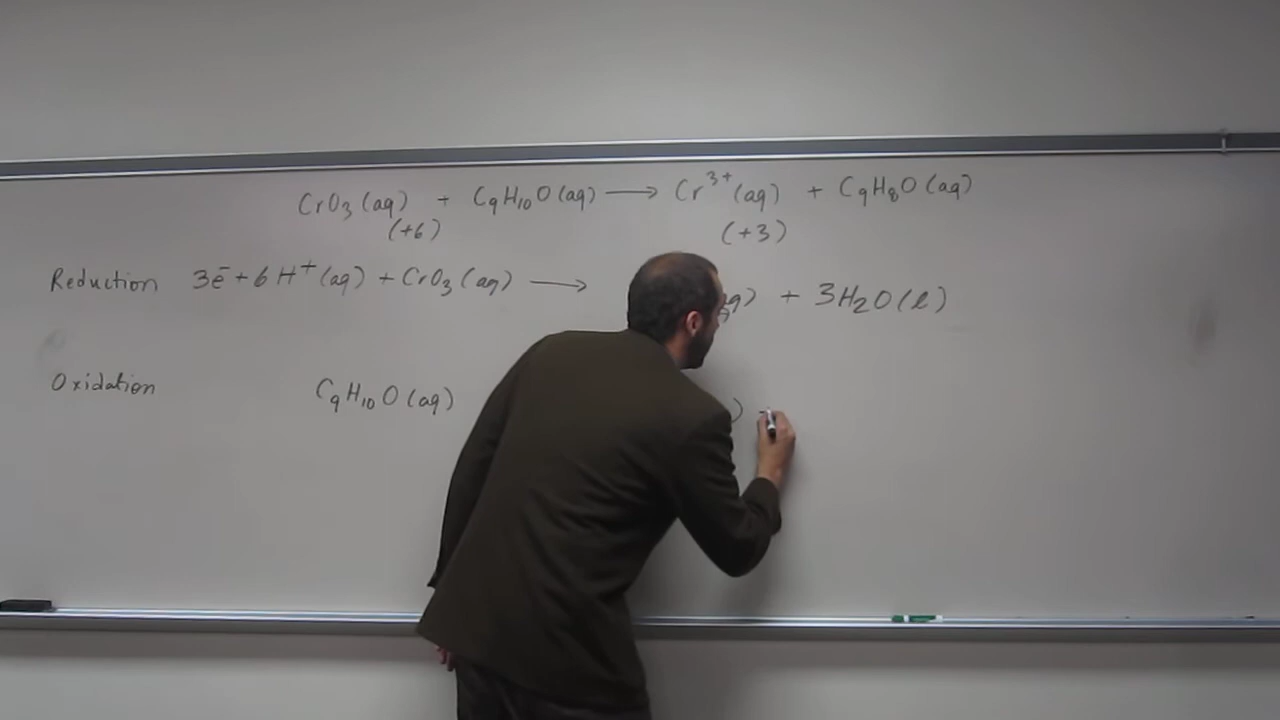 CrO₃(aq) + C₉H₁₀O(aq) ⟶ Cr³⁺(aq) + C₉H₈O(aq)
(+6) (+3)
Reduction 3e⁻ + 6H⁺(aq) + CrO₃(aq) ⟶ + 3H₂O(l)
Oxidation C₉H₁₀O(aq)